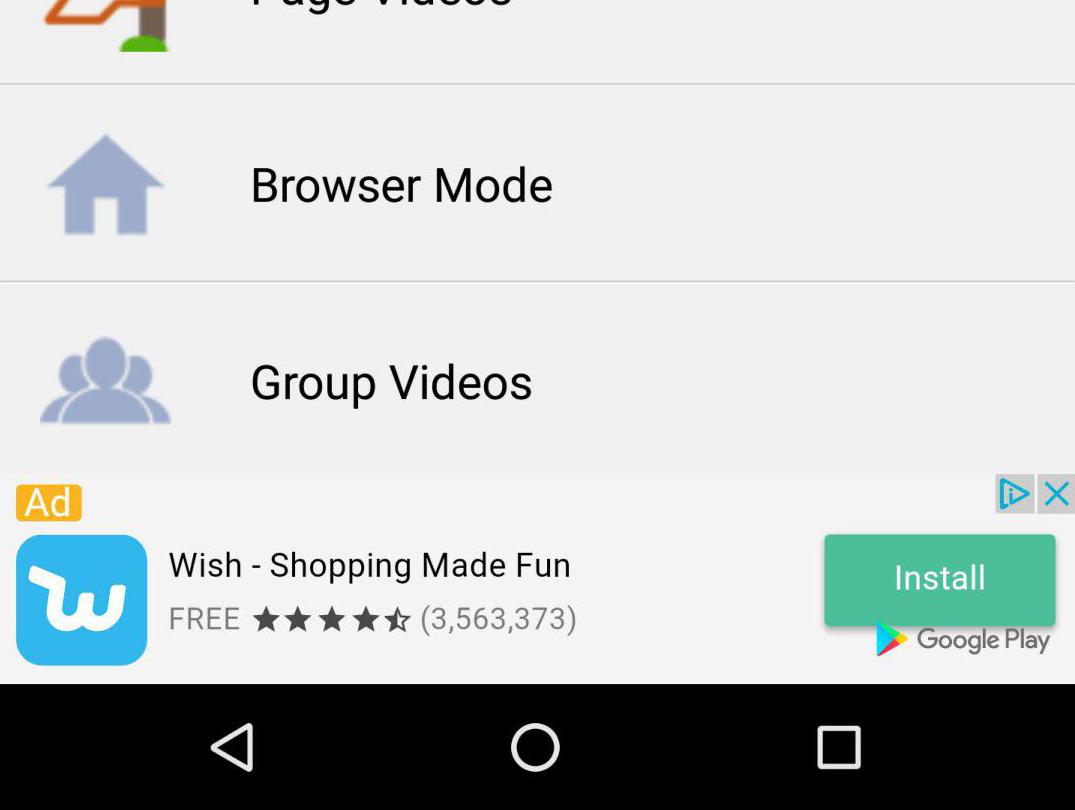 Page Videos
Browser Mode
Group Videos
Ad
Wish - Shopping Made Fun
FREE ★★★★⯪ (3,563,373)
Install
Google Play